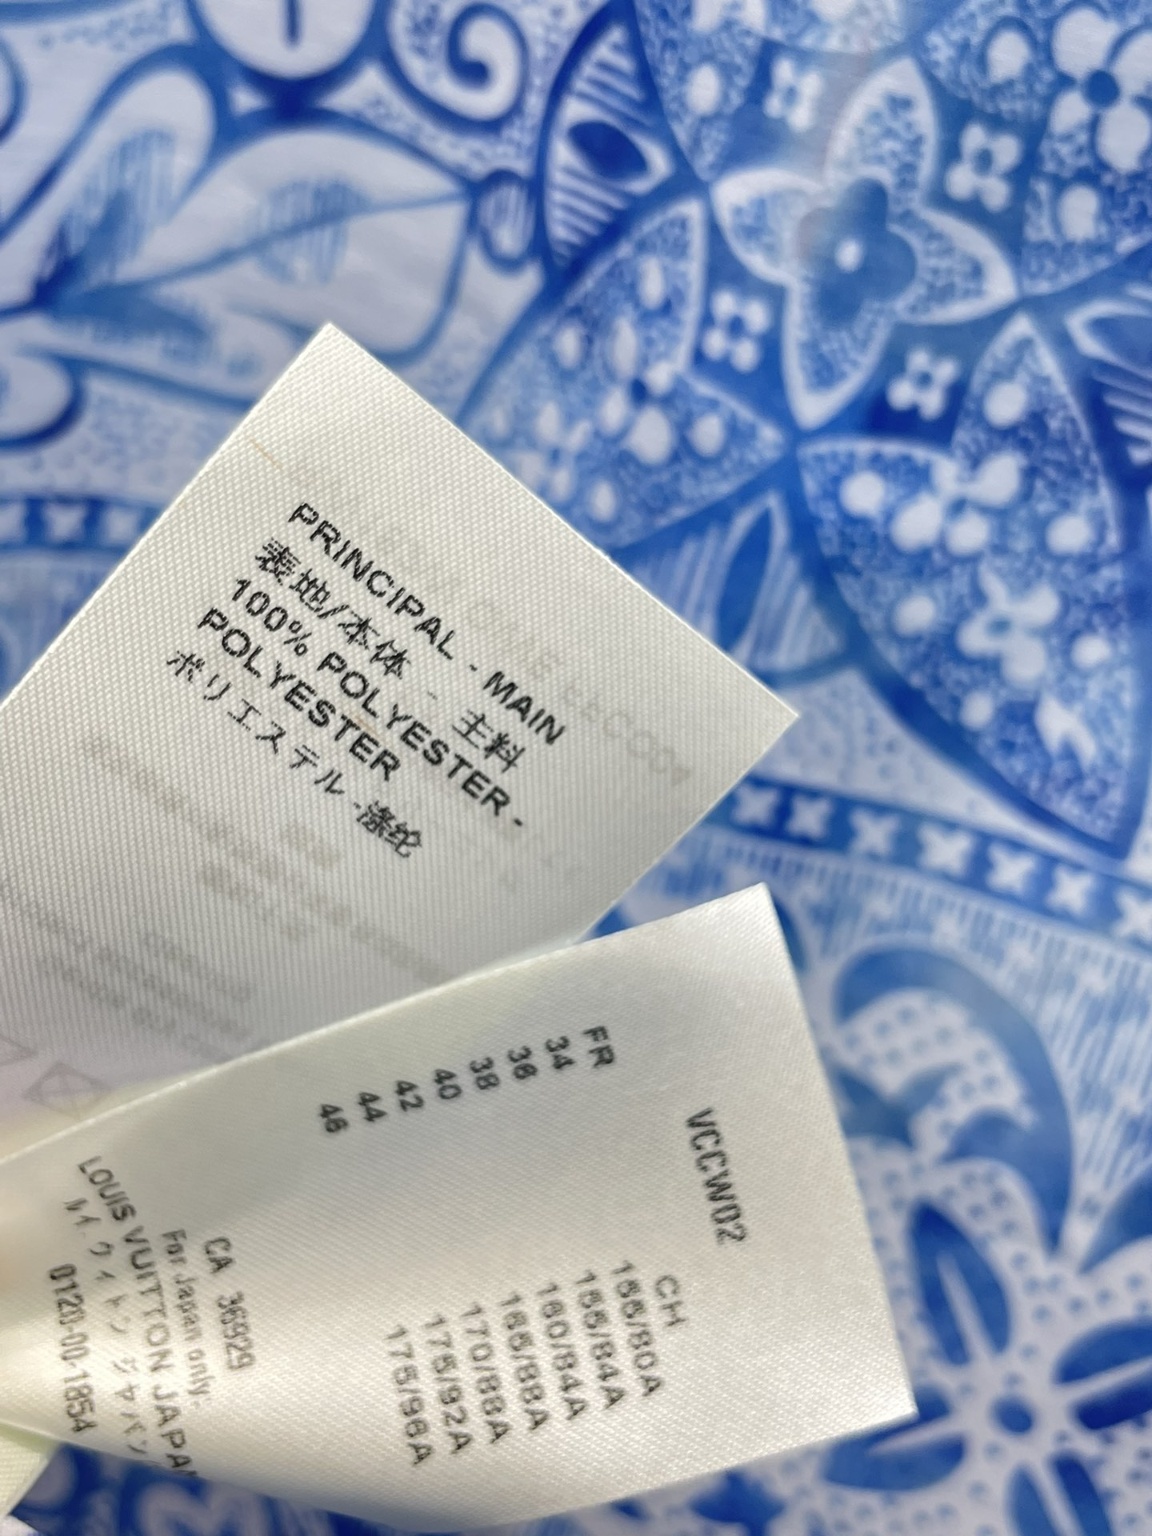 PRINCIPAL - MAIN
表地/本体 - 主料
100% POLYESTER -
POLYESTER
ポリエステル -涤纶
VCCW02
FR
34
36
38
40
42
44
46
CH
155/80A
155/84A
160/84A
165/88A
170/88A
175/92A
175/96A
CA 36929
For Japan only.
LOUIS VUITTON JAPAN
ルイ・ヴィトン ジャパン
0120-00-1854